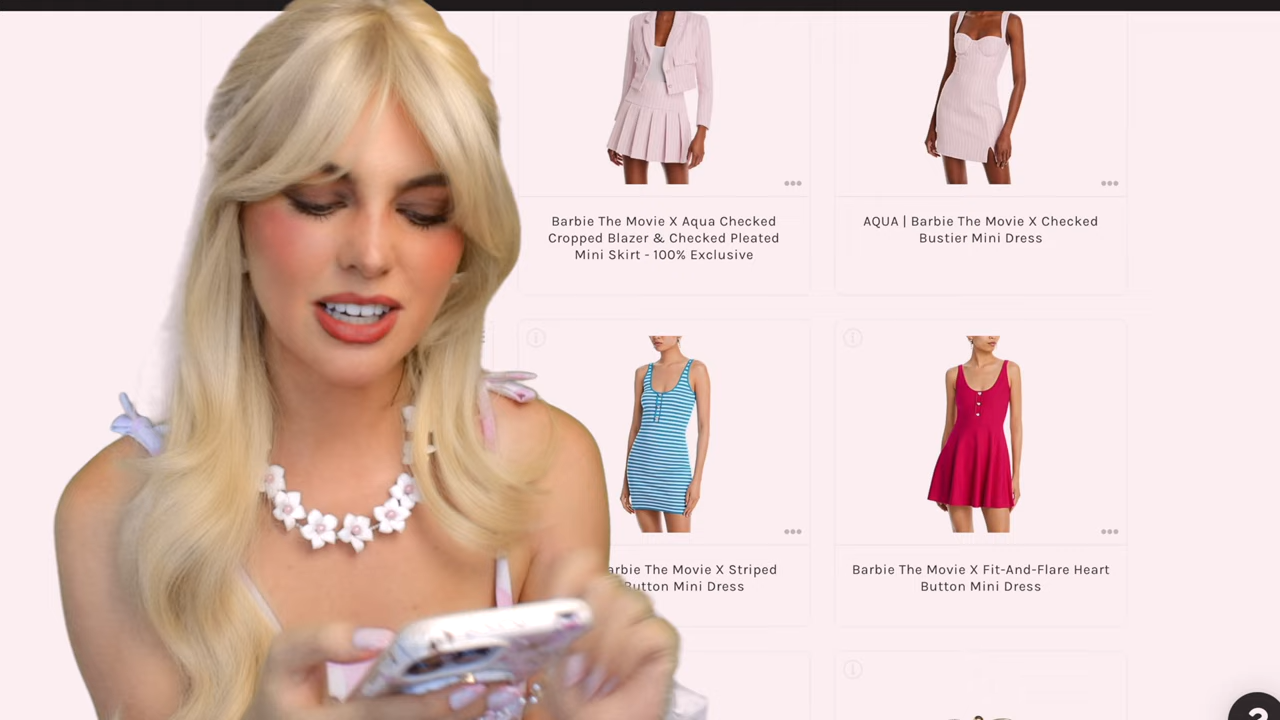 Barbie The Movie X Aqua Checked
Cropped Blazer & Checked Pleated
Mini Skirt - 100% Exclusive
AQUA | Barbie The Movie X Checked
Bustier Mini Dress
The Movie X Striped
Button Mini Dress
Barbie The Movie X Fit-And-Flare Heart
Button Mini Dress